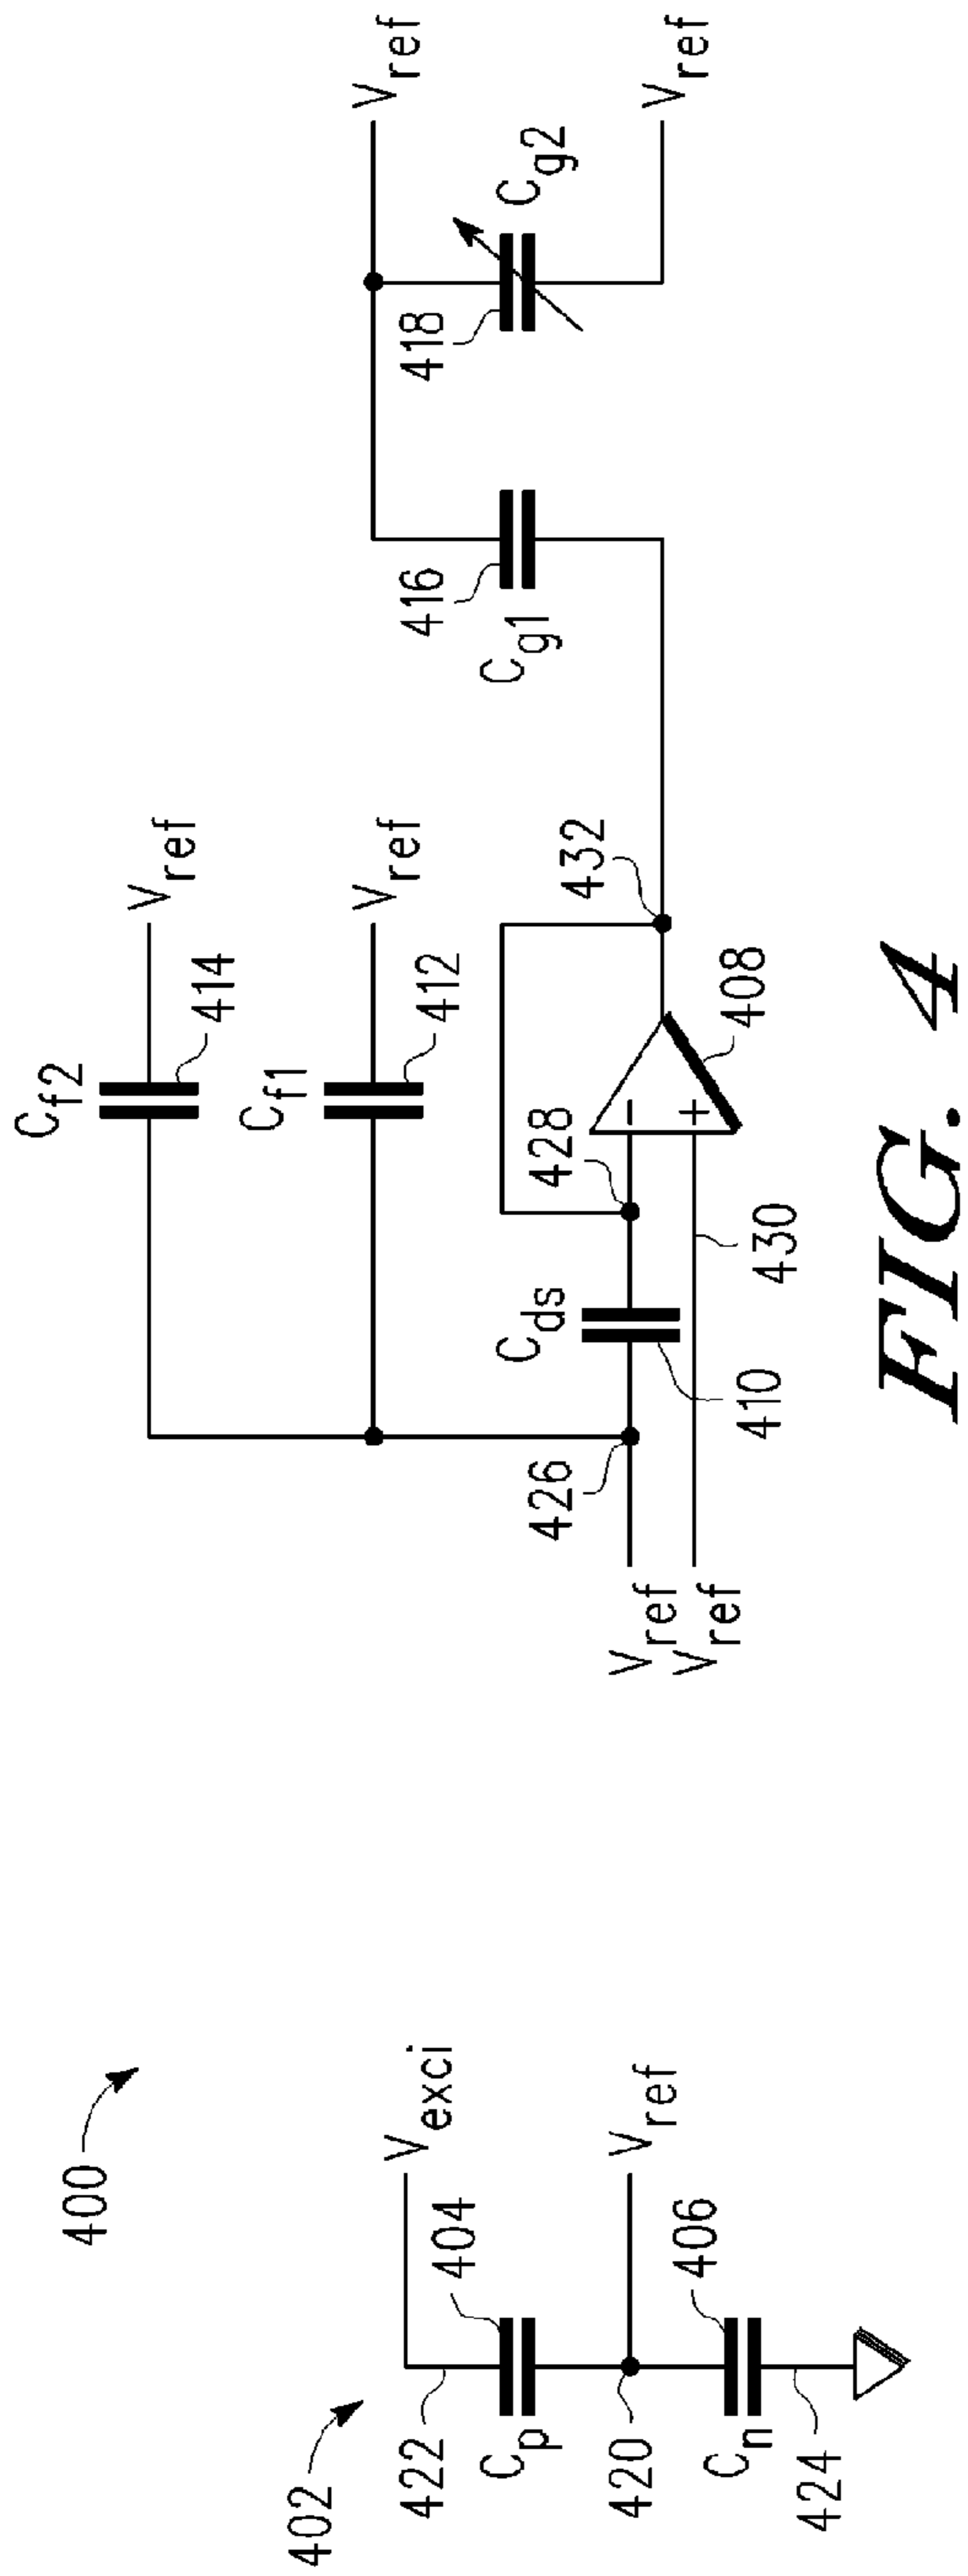 400
402
V_exci
422
404
C_p
420
V_ref
406
C_n
424
C_f2
414
V_ref
C_f1
412
V_ref
C_ds
410
426
428
430
V_ref
V_ref
−
+
408
432
416
C_g1
418
C_g2
V_ref
V_ref
FIG. 4